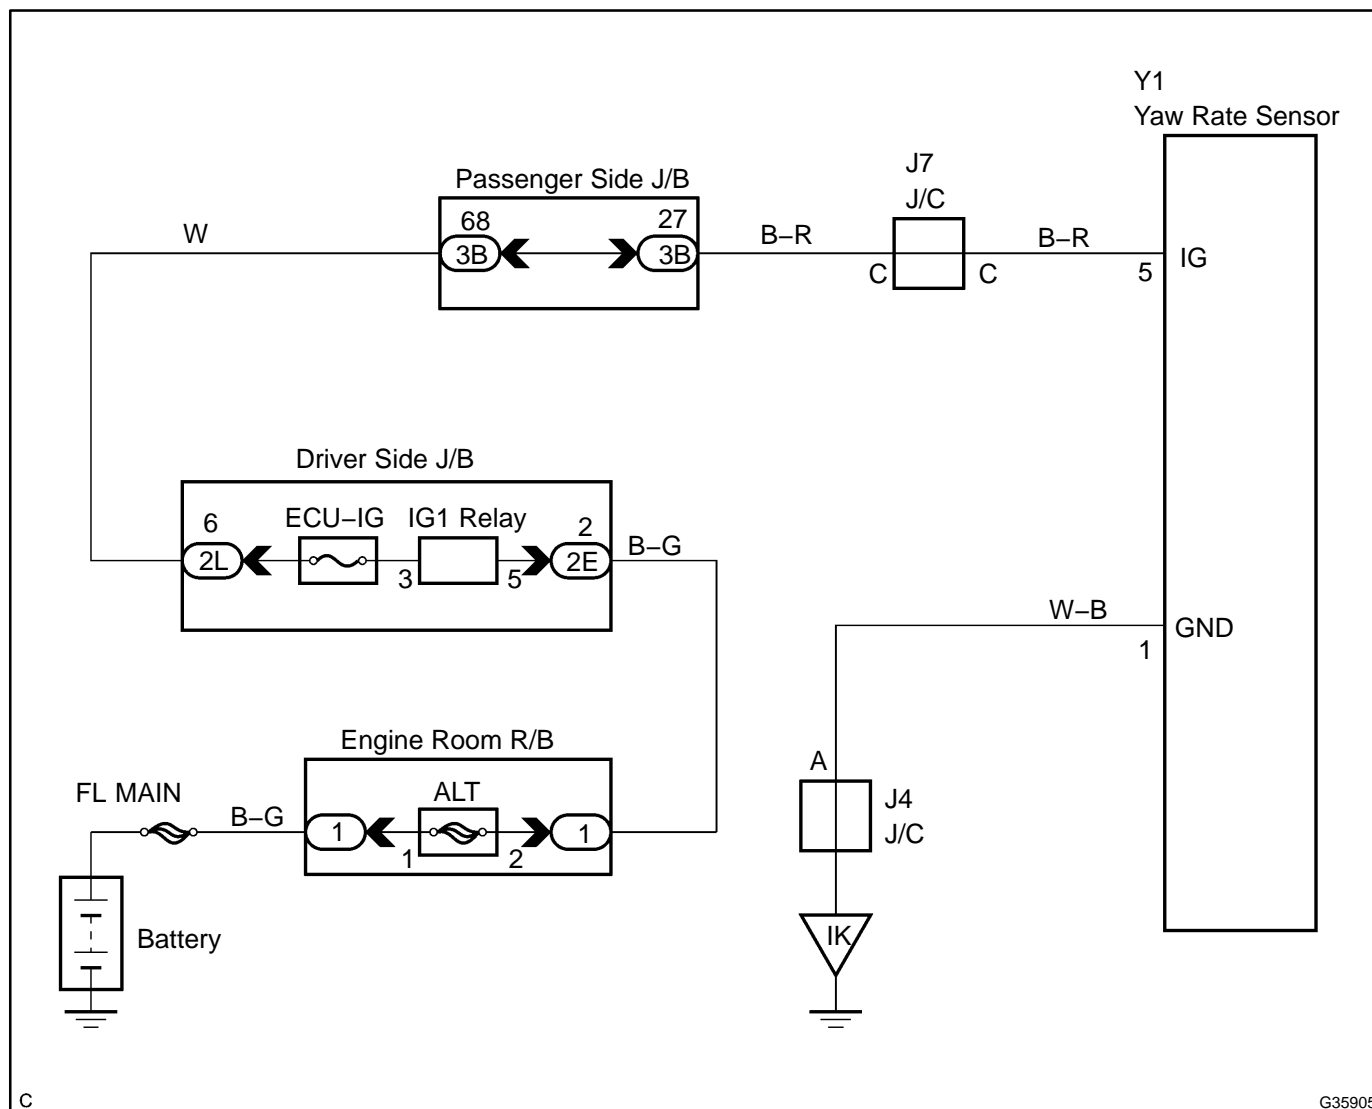 Y1
Yaw Rate Sensor
J7
J/C
Passenger Side J/B
68
27
W
3B
3B
B–R
B–R
C
C
5
IG
Driver Side J/B
6
ECU–IG
IG1 Relay
2
2L
3
5
2E
B–G
W–B
1
GND
Engine Room R/B
FL MAIN
ALT
B–G
1
1
2
1
A
J4
J/C
Battery
IK
C
G35905